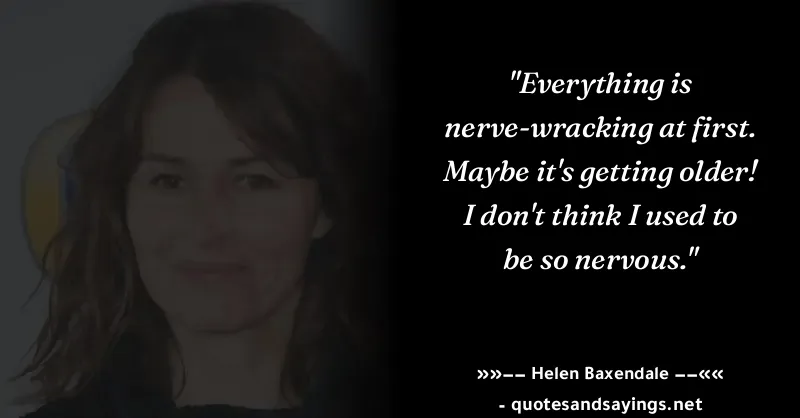 "Everything is
nerve-wracking at first.
Maybe it's getting older!
I don't think I used to
be so nervous."
»»−− Helen Baxendale −−««
- quotesandsayings.net